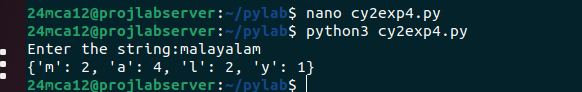 24mca12@projlabserver:~/pylab$ nano cy2exp4.py
24mca12@projlabserver:~/pylab$ python3 cy2exp4.py
Enter the string:malayalam
{'m': 2, 'a': 4, 'l': 2, 'y': 1}
24mca12@projlabserver:~/pylab$